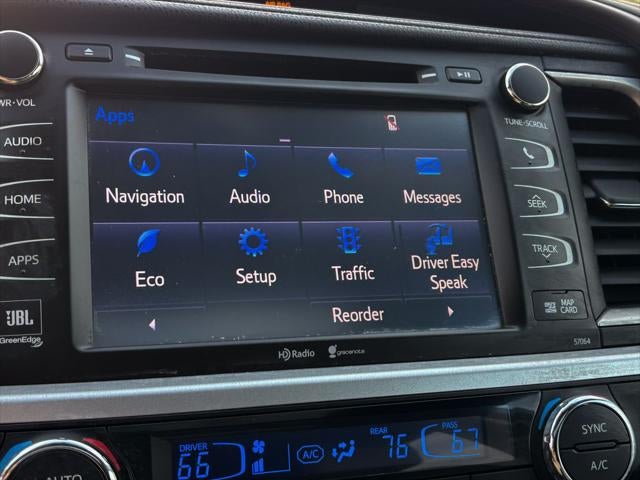 AIRBAG
PWR•VOL
TUNE•SCROLL
Apps
AUDIO
HOME
APPS
Navigation
Audio
Phone
Messages
Eco
Setup
Traffic
Driver Easy
Speak
Reorder
SEEK
TRACK
MAP
CARD
JBL
GreenEdge
HD Radio
gracenote
57064
DRIVER
66
A/C
REAR
76
PASS
67
AUTO
SYNC
A/C